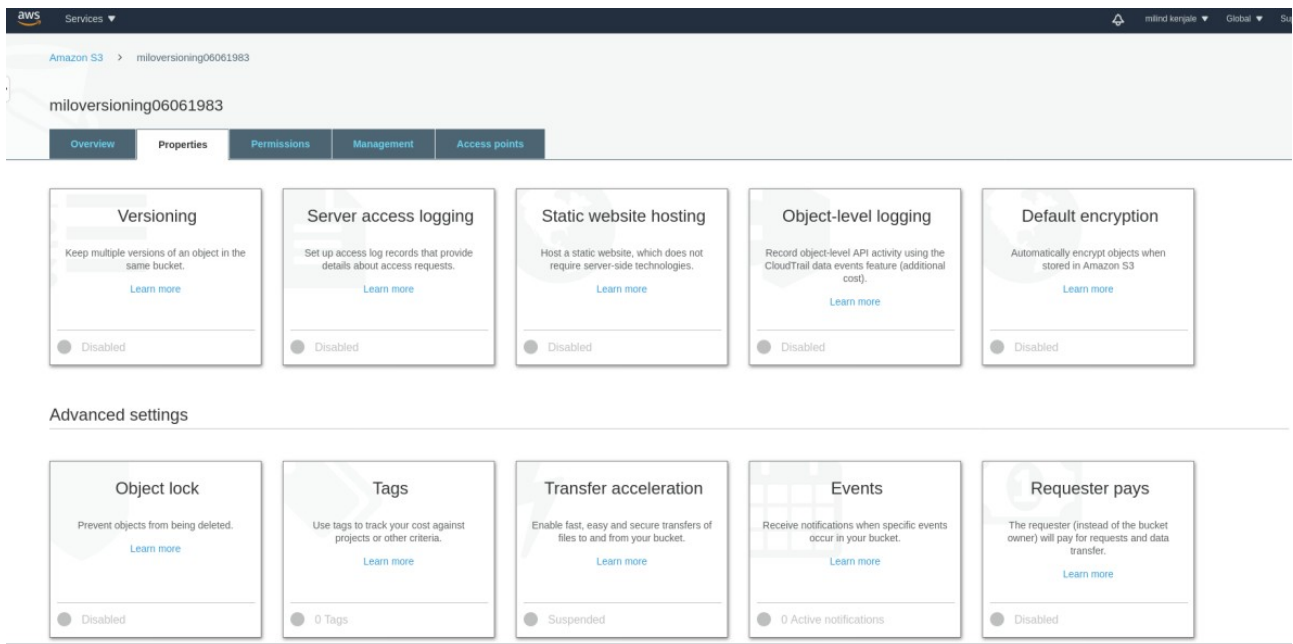 aws Services ▼ milind kenjale ▼ Global ▼ Sup
Amazon S3 > miloversioning06061983
miloversioning06061983
Overview Properties Permissions Management Access points
Versioning
Keep multiple versions of an object in the
same bucket.
Learn more
Disabled
Server access logging
Set up access log records that provide
details about access requests.
Learn more
Disabled
Static website hosting
Host a static website, which does not
require server-side technologies.
Learn more
Disabled
Object-level logging
Record object-level API activity using the
CloudTrail data events feature (additional
cost).
Learn more
Disabled
Default encryption
Automatically encrypt objects when
stored in Amazon S3
Learn more
Disabled
Advanced settings
Object lock
Prevent objects from being deleted.
Learn more
Disabled
Tags
Use tags to track your cost against
projects or other criteria.
Learn more
0 Tags
Transfer acceleration
Enable fast, easy and secure transfers of
files to and from your bucket.
Learn more
Suspended
Events
Receive notifications when specific events
occur in your bucket.
Learn more
0 Active notifications
Requester pays
The requester (instead of the bucket
owner) will pay for requests and data
transfer.
Learn more
Disabled